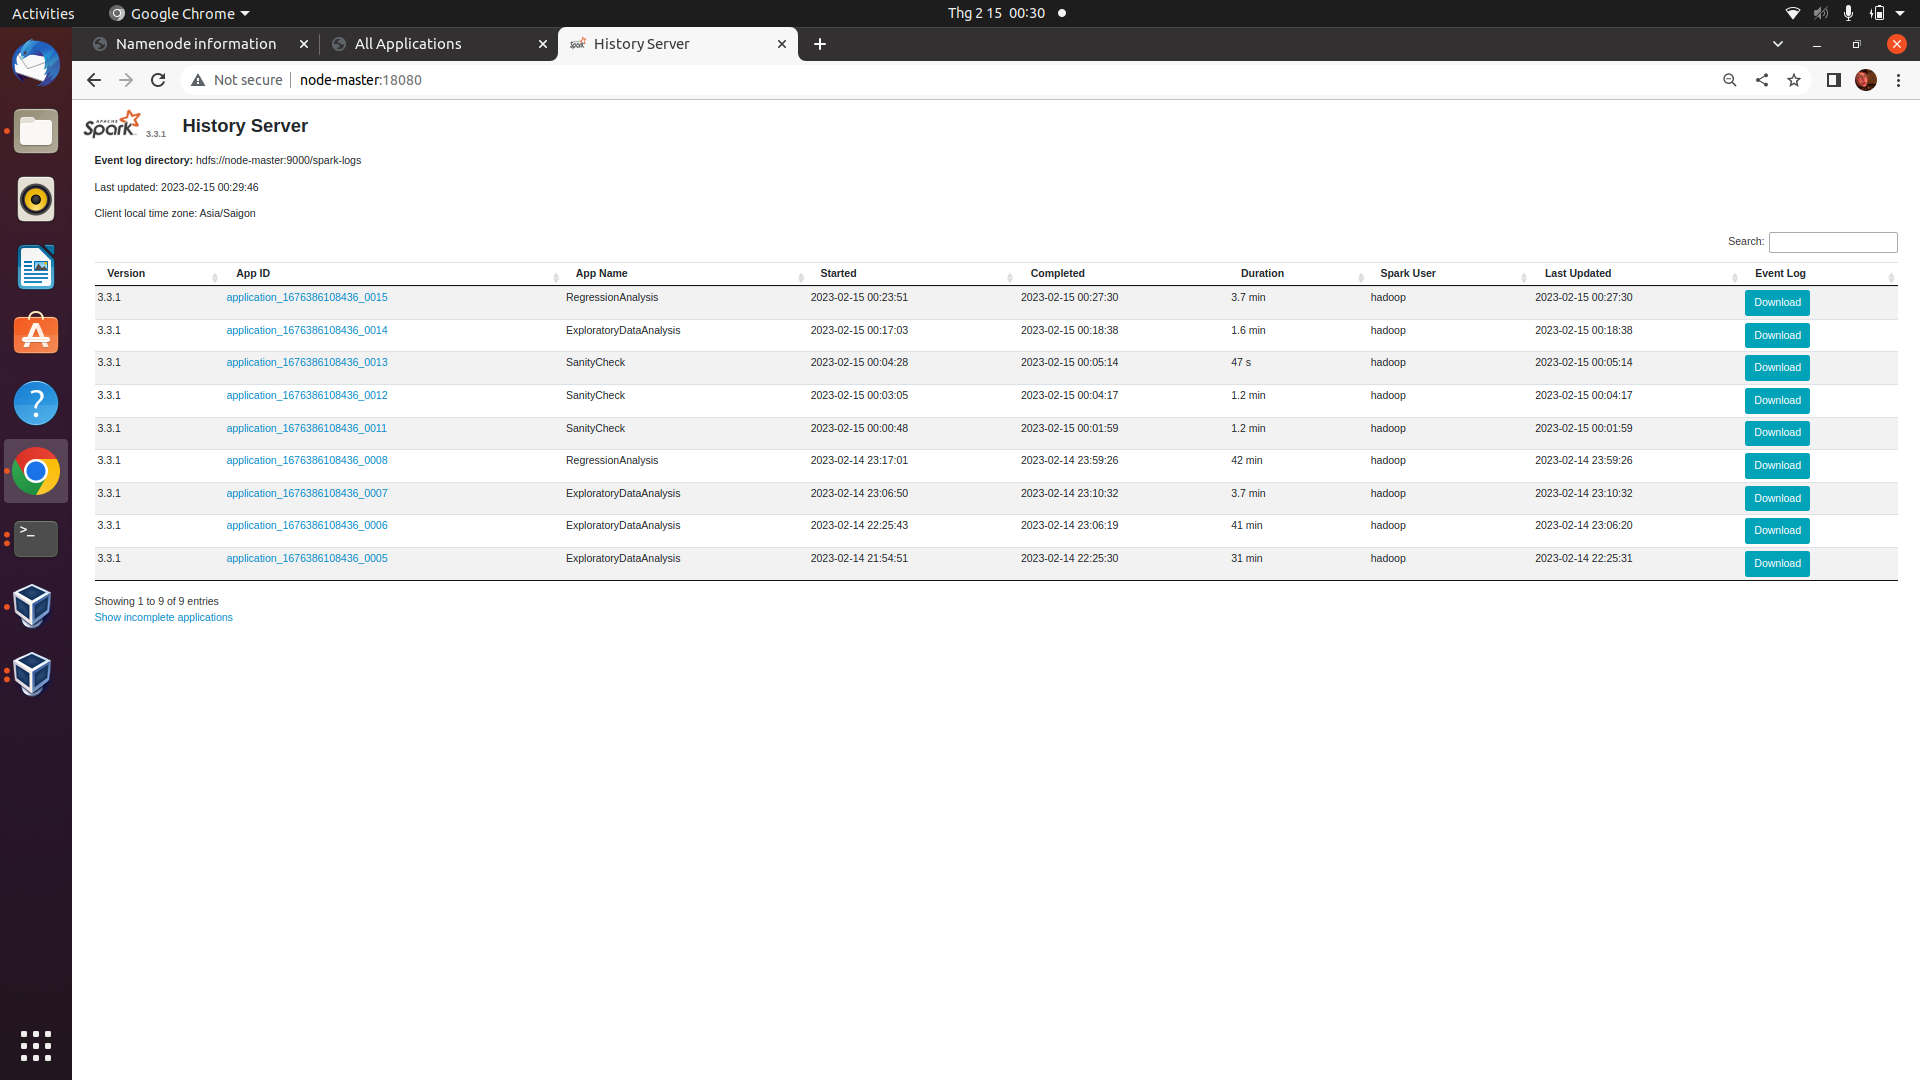 Activities Google Chrome Thg 2 15 00:30
Namenode information All Applications History Server
Not secure node-master:18080
APACHE Spark 3.3.1 History Server
Event log directory: hdfs://node-master:9000/spark-logs
Last updated: 2023-02-15 00:29:46
Client local time zone: Asia/Saigon
Search:
Version App ID App Name Started Completed Duration Spark User Last Updated Event Log
3.3.1 application_1676386108436_0015 RegressionAnalysis 2023-02-15 00:23:51 2023-02-15 00:27:30 3.7 min hadoop 2023-02-15 00:27:30 Download
3.3.1 application_1676386108436_0014 ExploratoryDataAnalysis 2023-02-15 00:17:03 2023-02-15 00:18:38 1.6 min hadoop 2023-02-15 00:18:38 Download
3.3.1 application_1676386108436_0013 SanityCheck 2023-02-15 00:04:28 2023-02-15 00:05:14 47 s hadoop 2023-02-15 00:05:14 Download
3.3.1 application_1676386108436_0012 SanityCheck 2023-02-15 00:03:05 2023-02-15 00:04:17 1.2 min hadoop 2023-02-15 00:04:17 Download
3.3.1 application_1676386108436_0011 SanityCheck 2023-02-15 00:00:48 2023-02-15 00:01:59 1.2 min hadoop 2023-02-15 00:01:59 Download
3.3.1 application_1676386108436_0008 RegressionAnalysis 2023-02-14 23:17:01 2023-02-14 23:59:26 42 min hadoop 2023-02-14 23:59:26 Download
3.3.1 application_1676386108436_0007 ExploratoryDataAnalysis 2023-02-14 23:06:50 2023-02-14 23:10:32 3.7 min hadoop 2023-02-14 23:10:32 Download
3.3.1 application_1676386108436_0006 ExploratoryDataAnalysis 2023-02-14 22:25:43 2023-02-14 23:06:19 41 min hadoop 2023-02-14 23:06:20 Download
3.3.1 application_1676386108436_0005 ExploratoryDataAnalysis 2023-02-14 21:54:51 2023-02-14 22:25:30 31 min hadoop 2023-02-14 22:25:31 Download
Showing 1 to 9 of 9 entries
Show incomplete applications